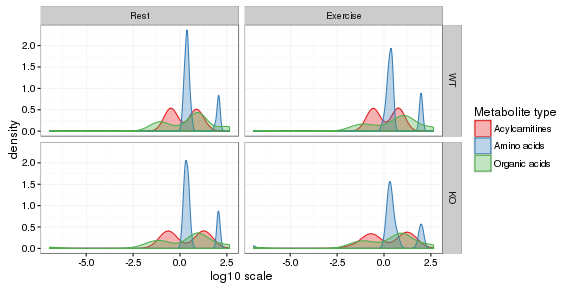 Rest
Exercise
density
2.0
1.5
1.0
0.5
0.0
WT
2.0
1.5
1.0
0.5
0.0
KO
-5.0 -2.5 0.0 2.5
-5.0 -2.5 0.0 2.5
log10 scale
Metabolite type
Acylcarnitines
Amino acids
Organic acids